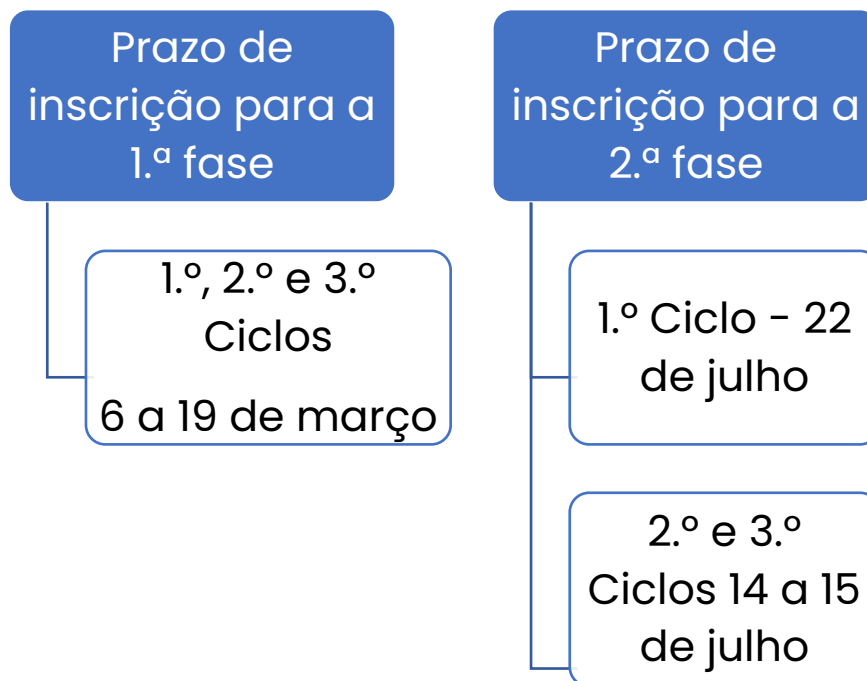 Prazo de
inscrição para a
1.ª fase
1.º, 2.º e 3.º
Ciclos
6 a 19 de março
Prazo de
inscrição para a
2.ª fase
1.º Ciclo - 22
de julho
2.º e 3.º
Ciclos 14 a 15
de julho